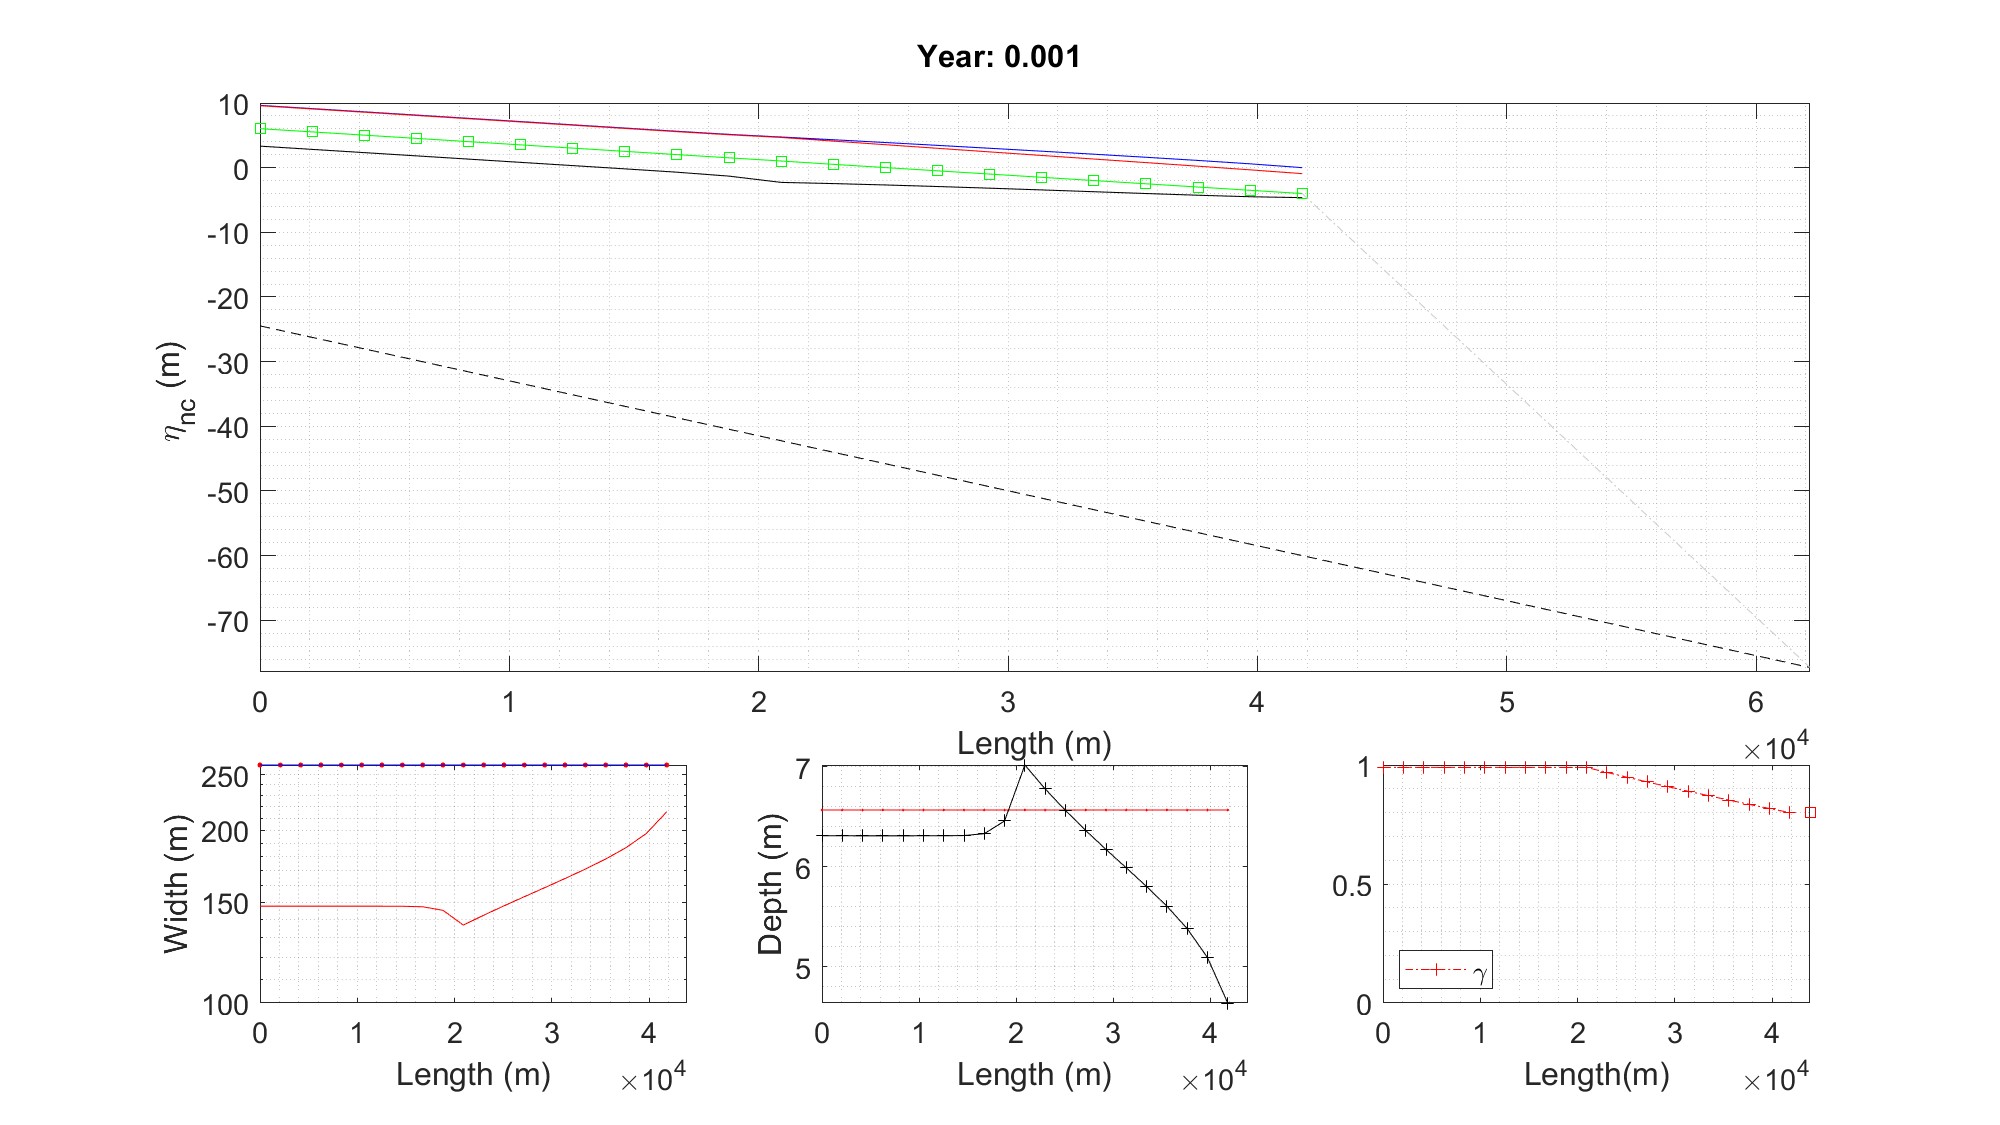 Year: 0.001
10
0
-10
-20
-30
-40
-50
-60
-70
η_nc (m)
0 1 2 3 4 5 6
Length (m)
×10^4
250
200
150
100
Width (m)
0 1 2 3 4
Length (m)
×10^4
7
6
5
Depth (m)
0 1 2 3 4
Length (m)
×10^4
1
0.5
0
γ
0 1 2 3 4
Length(m)
×10^4